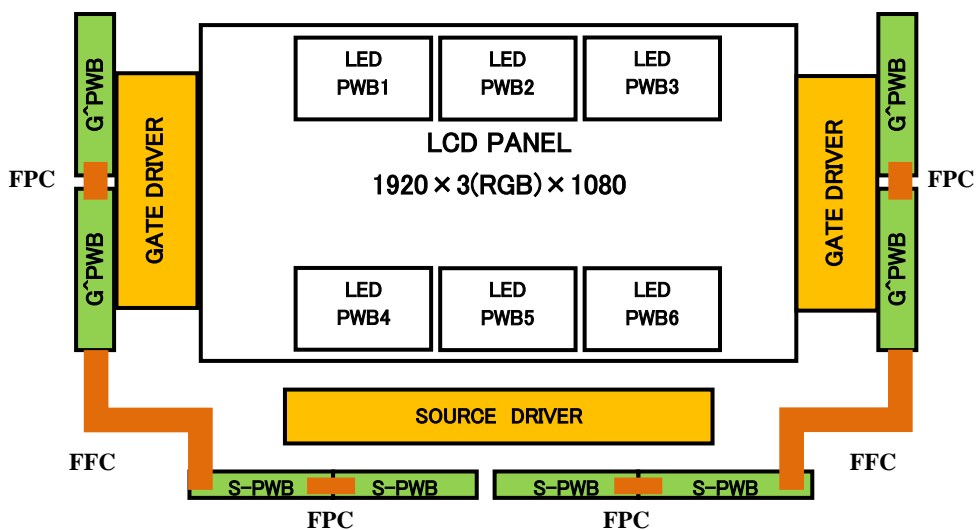 LED
PWB1
LED
PWB2
LED
PWB3
G^PWB
G^PWB
GATE DRIVER
GATE DRIVER
LCD PANEL
1920×3(RGB)×1080
FPC
FPC
G^PWB
G^PWB
LED
PWB4
LED
PWB5
LED
PWB6
SOURCE DRIVER
FFC
FFC
S-PWB
S-PWB
S-PWB
S-PWB
FPC
FPC